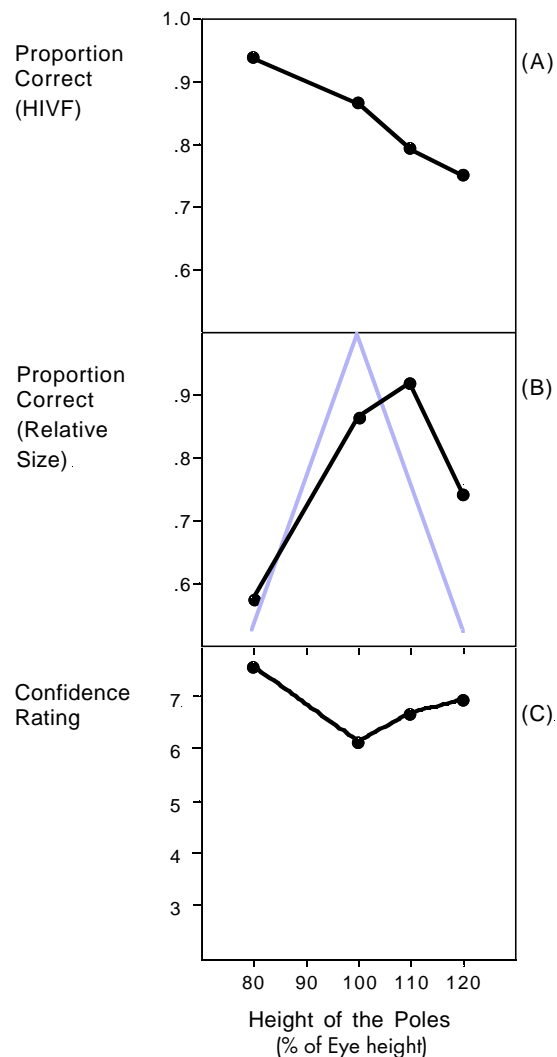 1.0
Proportion
Correct
(HIVF)
(A)
.9
.8
.7
.6
Proportion
Correct
(Relative
Size).
(B)
.9
.8
.7
.6
Confidence
Rating
(C).
7.
6
5
4
3
80 90 100 110 120
Height of the Poles
(% of Eye height)